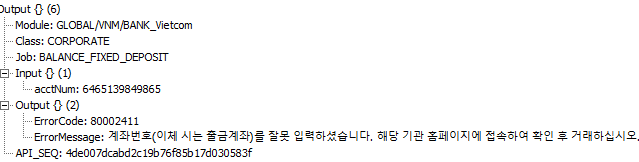 Output {} (6)
Module: GLOBAL/VNM/BANK_Vietcom
Class: CORPORATE
Job: BALANCE_FIXED_DEPOSIT
Input {} (1)
acctNum: 6465139849865
Output {} (2)
ErrorCode: 80002411
ErrorMessage: 계좌번호(이체 시는 출금계좌)를 잘못 입력하셨습니다. 해당 기관 홈페이지에 접속하여 확인 후 거래하십시오.
API_SEQ: 4de007dcabd2c19b76f85b17d030583f